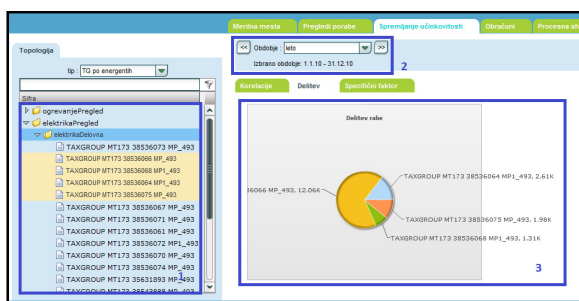 Merilna mesta
Pregledi porabe
Spremljanje učinkovitosti
Obračuni
Procesna sh
Topologija
tip : TG po energentih
Šifra
ogrevanjePregled
elektrikaPregled
elektrikaDelovna
TAXGROUP MT173 38536073 MP_493
TAXGROUP MT173 38536066 MP_493
TAXGROUP MT173 38536068 MP1_493
TAXGROUP MT173 38536064 MP1_493
TAXGROUP MT173 38536075 MP_493
TAXGROUP MT173 38536067 MP_493
TAXGROUP MT173 38536071 MP_493
TAXGROUP MT173 38536061 MP_493
TAXGROUP MT173 38536072 MP1_493
TAXGROUP MT173 38536070 MP_493
TAXGROUP MT173 38536074 MP_493
TAXGROUP MT173 35631893 MP_493
TAXGROUP MT173 38543888 MP_493
1
<< Obdobje : leto >>
Izbrano obdobje: 1.1.10 - 31.12.10
2
Korelacije
Delitev
Specifični faktor
Delitev rabe
TAXGROUP MT173 38536064 MP1_493, 2.61K
36066 MP_493, 12.06K
TAXGROUP MT173 38536075 MP_493, 1.98K
TAXGROUP MT173 38536068 MP1_493, 1.31K
3